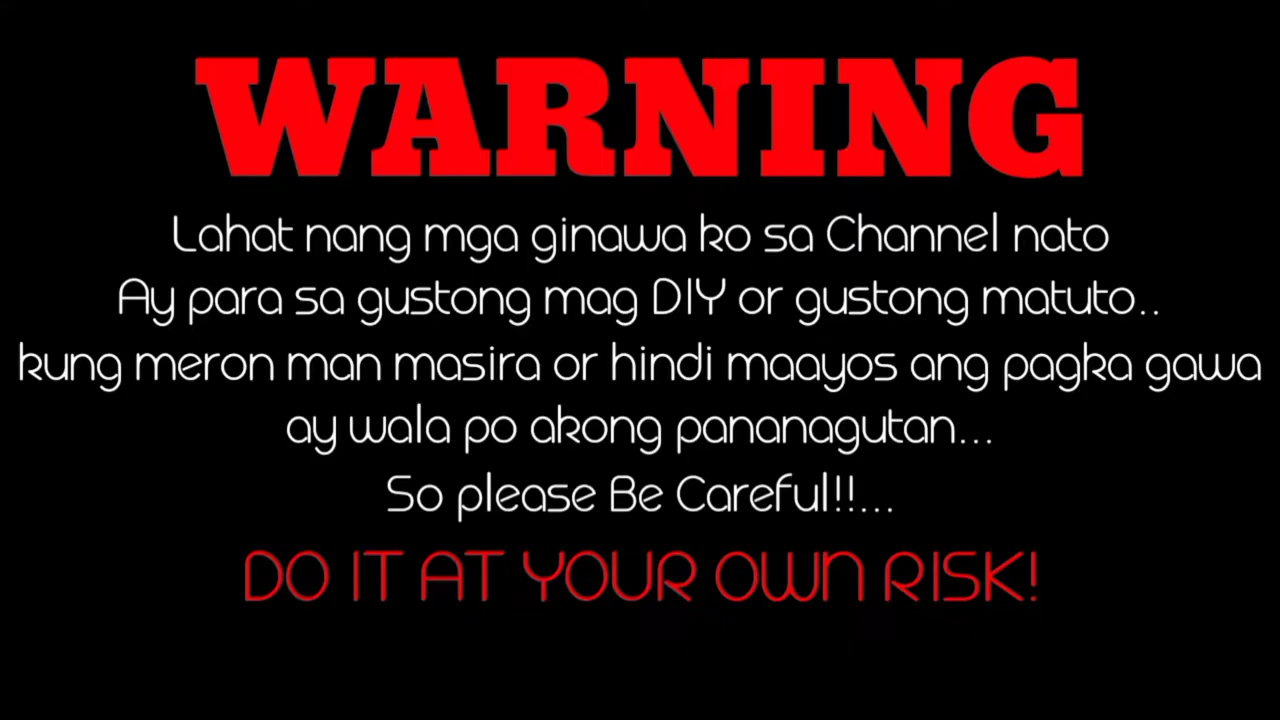 WARNING
Lahat nang mga ginawa ko sa Channel nato
Ay para sa gustong mag DIY or gustong matuto..
kung meron man masira or hindi maayos ang pagka gawa
ay wala po akong pananagutan...
So please Be Careful!!...
DO IT AT YOUR OWN RISK!